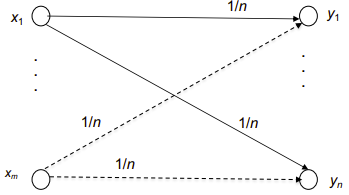 x1 1/n y1
. .
. .
. .
1/n 1/n
xm 1/n yn